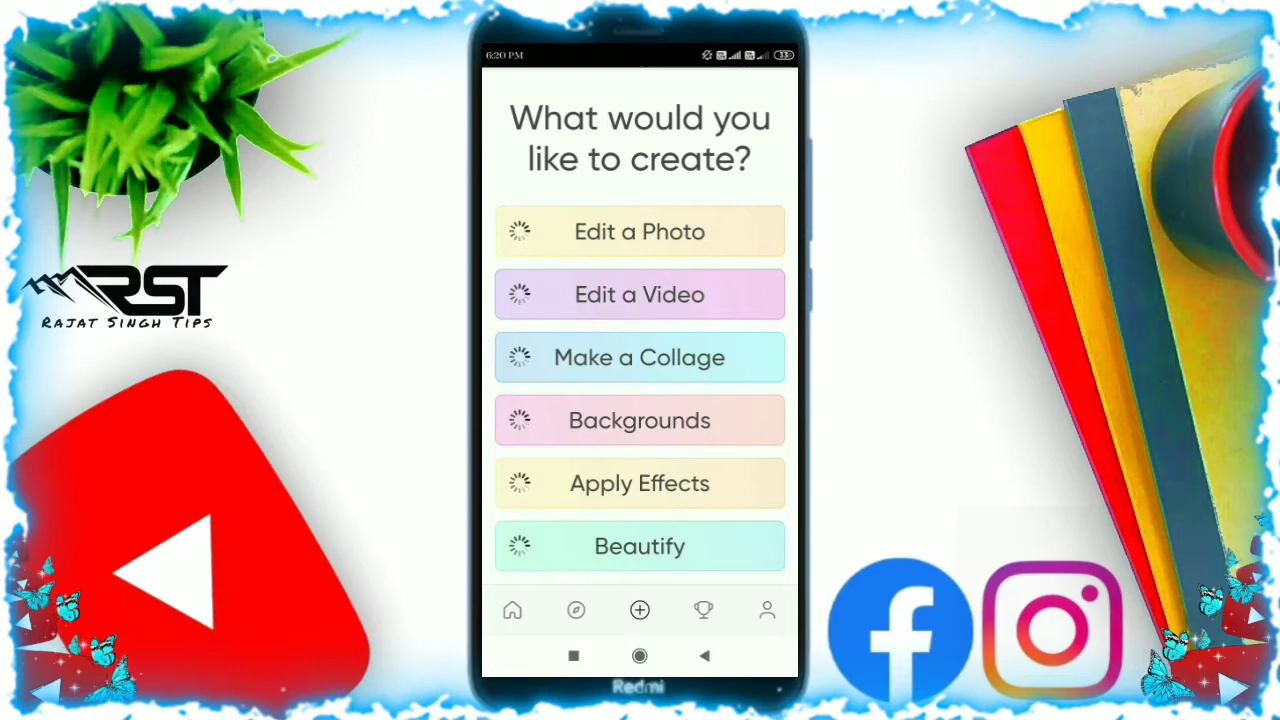 6:20 PM
33
What would you
like to create?
Edit a Photo
Edit a Video
Make a Collage
Backgrounds
Apply Effects
Beautify
RST
RAJAT SINGH TIPS
Redmi